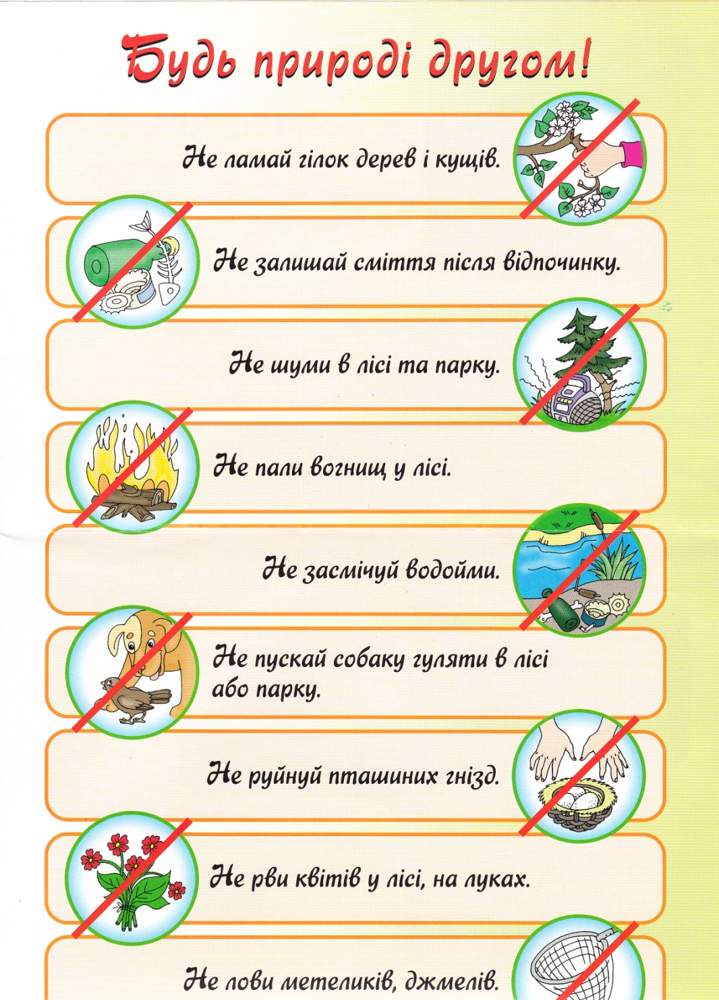 Будь природі другом!
Не ламай гілок дерев і кущів.
Не залишай сміття після відпочинку.
Не шуми в лісі та парку.
Не пали вогнищ у лісі.
Не засмічуй водойми.
Не пускай собаку гуляти в лісі
або парку.
Не руйнуй пташиних гнізд.
Не рви квітів у лісі, на луках.
Не лови метеликів, джмелів.